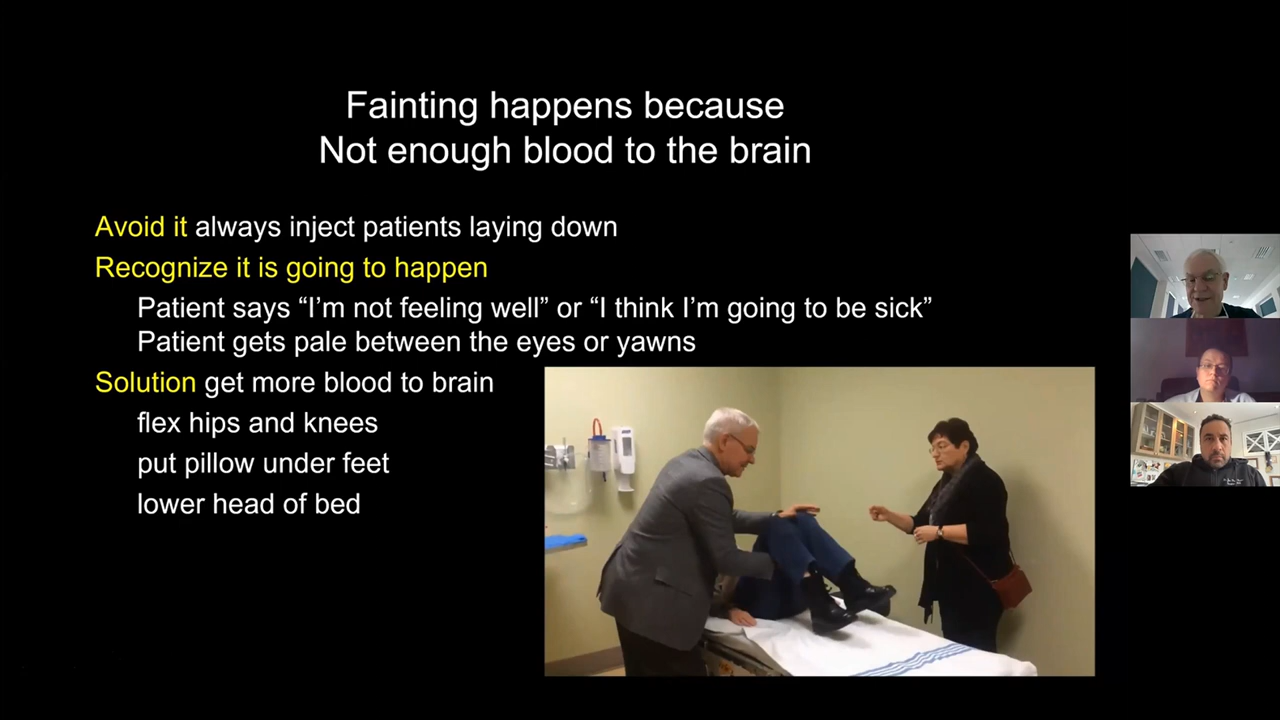 Fainting happens because
Not enough blood to the brain
Avoid it always inject patients laying down
Recognize it is going to happen
Patient says “I’m not feeling well” or “I think I’m going to be sick”
Patient gets pale between the eyes or yawns
Solution get more blood to brain
flex hips and knees
put pillow under feet
lower head of bed